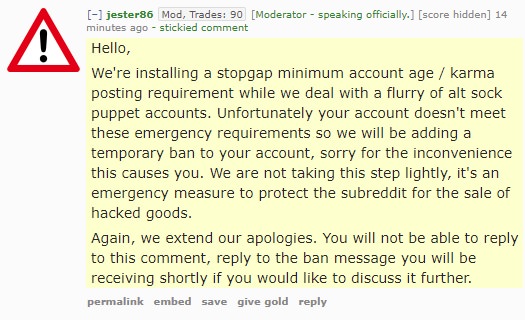 [–] jester86 Mod, Trades: 90 [Moderator - speaking officially.] [score hidden] 14
minutes ago - stickied comment
Hello,
We're installing a stopgap minimum account age / karma
posting requirement while we deal with a flurry of alt sock
puppet accounts. Unfortunately your account doesn't meet
these emergency requirements so we will be adding a
temporary ban to your account, sorry for the inconvenience
this causes you. We are not taking this step lightly, it's an
emergency measure to protect the subreddit for the sale of
hacked goods.
Again, we extend our apologies. You will not be able to reply
to this comment, reply to the ban message you will be
receiving shortly if you would like to discuss it further.
permalink embed save give gold reply